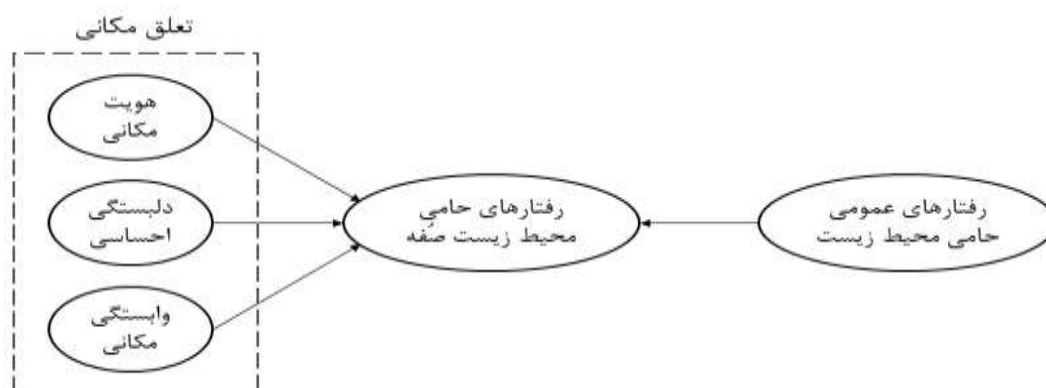 تعلق مکانی
هویت
مکانی
دلبستگی
احساسی
وابستگی
مکانی
رفتارهای حامی
محیط زیست صُفه
رفتارهای عمومی
حامی محیط زیست